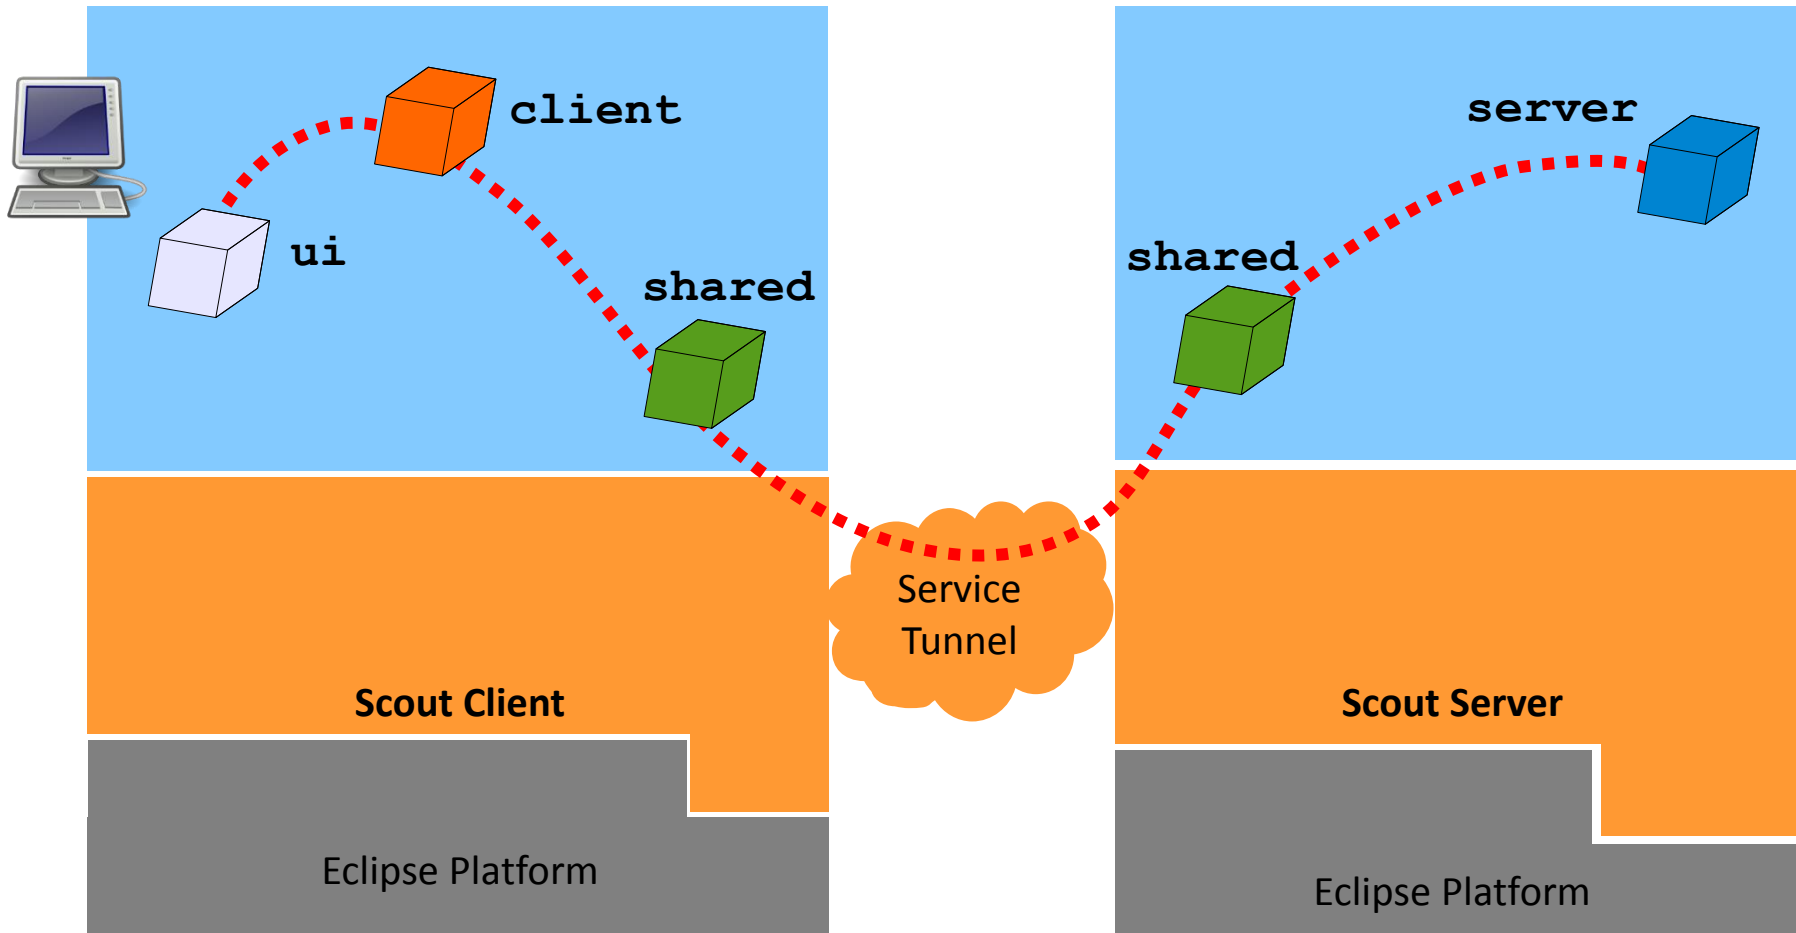 client
server
ui
shared
shared
Service
Tunnel
Scout Client
Scout Server
Eclipse Platform
Eclipse Platform